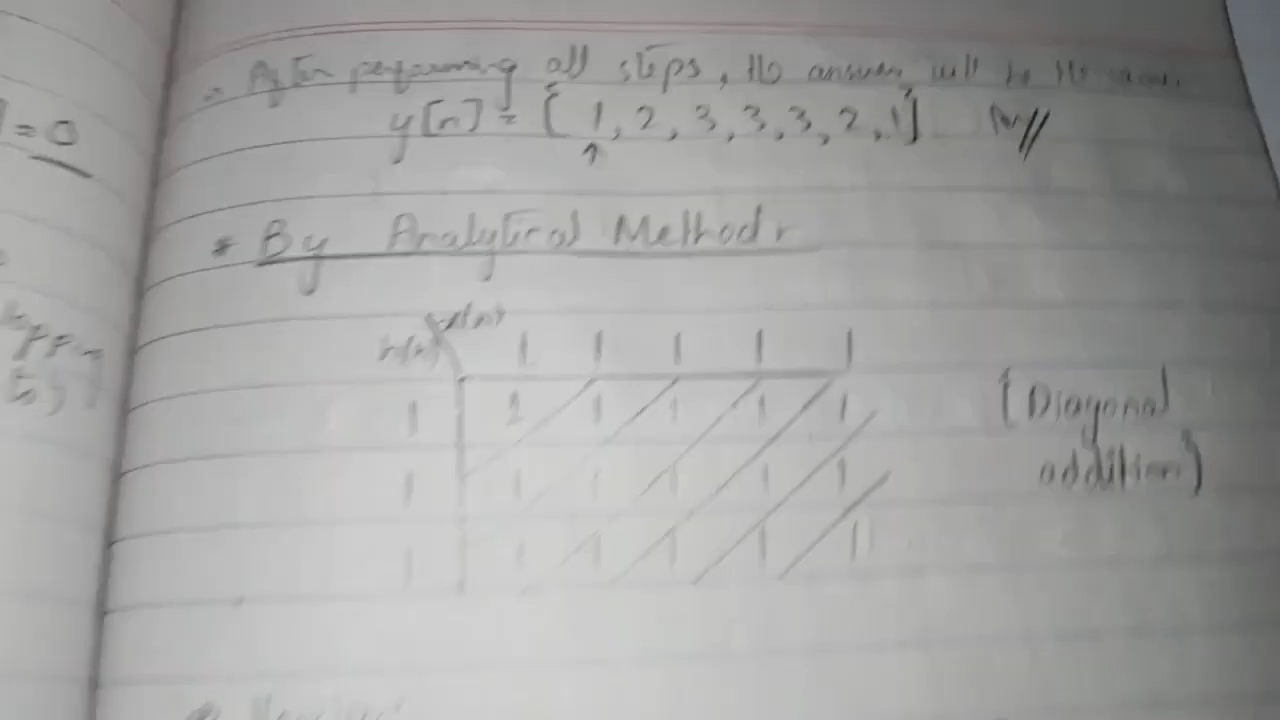 ∴ After performing all steps, the answer will be the same.
y[n] = [ 1, 2, 3, 3, 3, 2, 1]
↑
* By Analytical Method
h(n) x(n) 1 1 1 1 1
1 1 1 1 1 1 (Diagonal
1 1 1 1 1 1 addition)
1 1 1 1 1 1
= 0